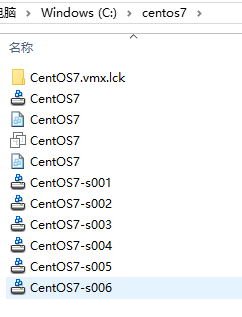 电脑 › Windows (C:) › centos7 ›
名称
CentOS7.vmx.lck
CentOS7
CentOS7
CentOS7
CentOS7
CentOS7-s001
CentOS7-s002
CentOS7-s003
CentOS7-s004
CentOS7-s005
CentOS7-s006